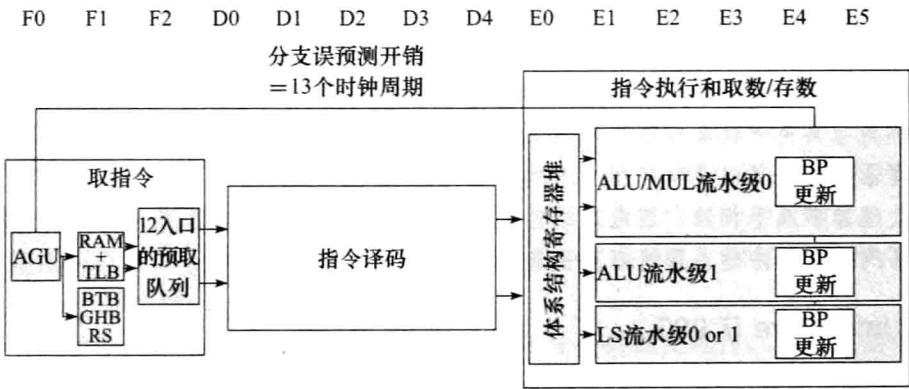 F0 F1 F2 D0 D1 D2 D3 D4 E0 E1 E2 E3 E4 E5
分支误预测开销
=13个时钟周期
指令执行和取数/存数
取指令
AGU
RAM
+
TLB
BTB
GHB
RS
12入口
的预取
队列
指令译码
体系结构寄存器堆
ALU/MUL流水级0
BP
更新
ALU流水级1
BP
更新
LS流水级0 or 1
BP
更新